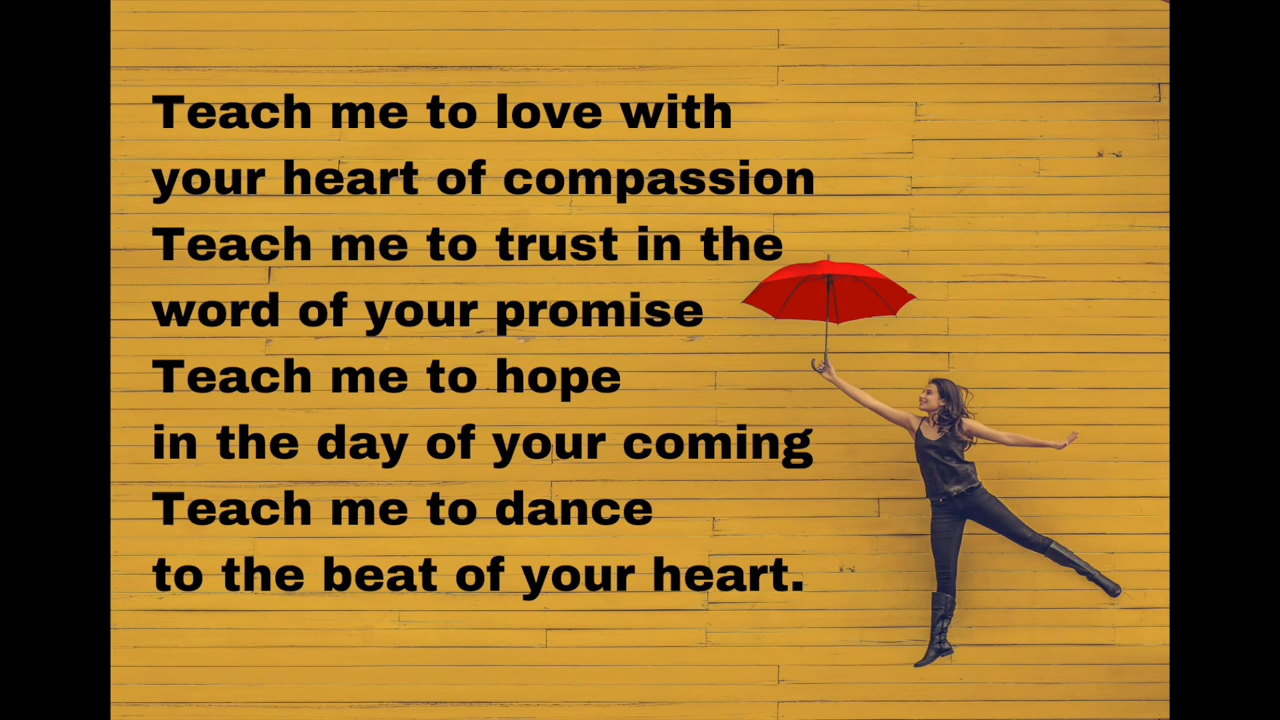 Teach me to love with
your heart of compassion
Teach me to trust in the
word of your promise
Teach me to hope
in the day of your coming
Teach me to dance
to the beat of your heart.